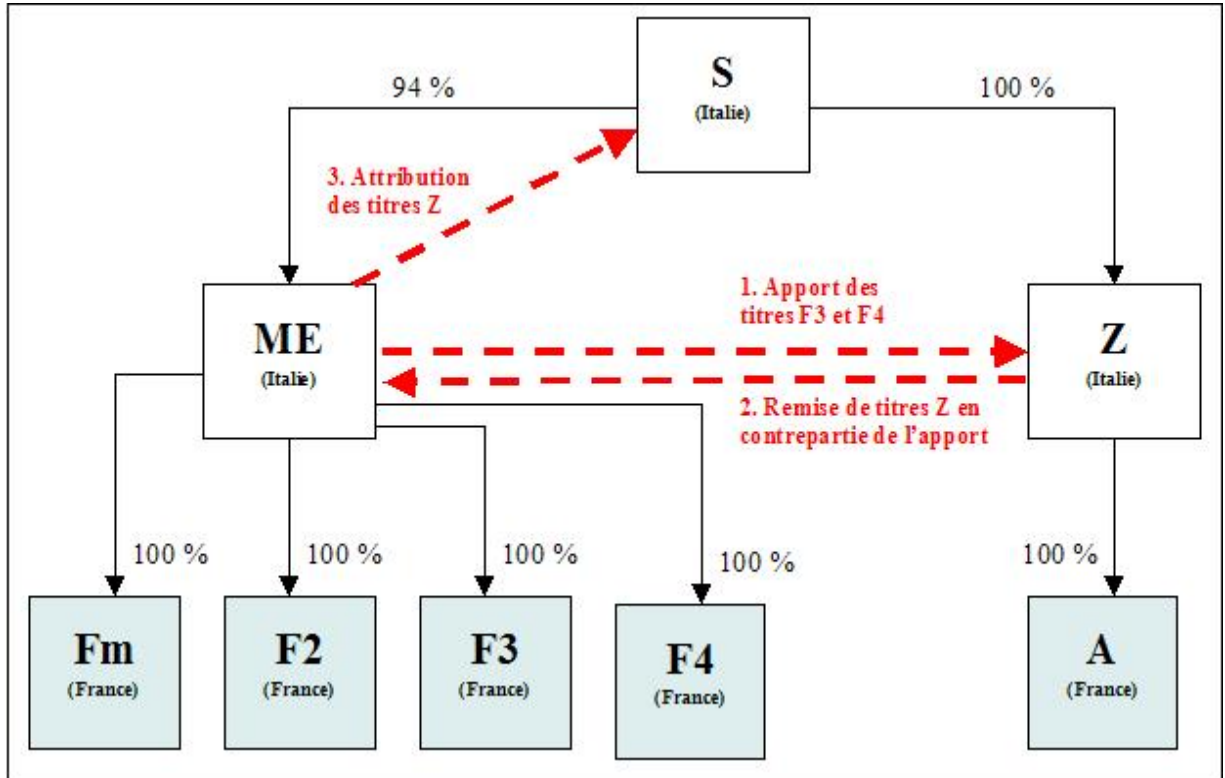 S
(Italie)
94 %
100 %
3. Attribution
des titres Z
ME
(Italie)
1. Apport des
titres F3 et F4
2. Remise de titres Z en
contrepartie de l'apport
Z
(Italie)
100 %
100 %
100 %
100 %
100 %
Fm
(France)
F2
(France)
F3
(France)
F4
(France)
A
(France)